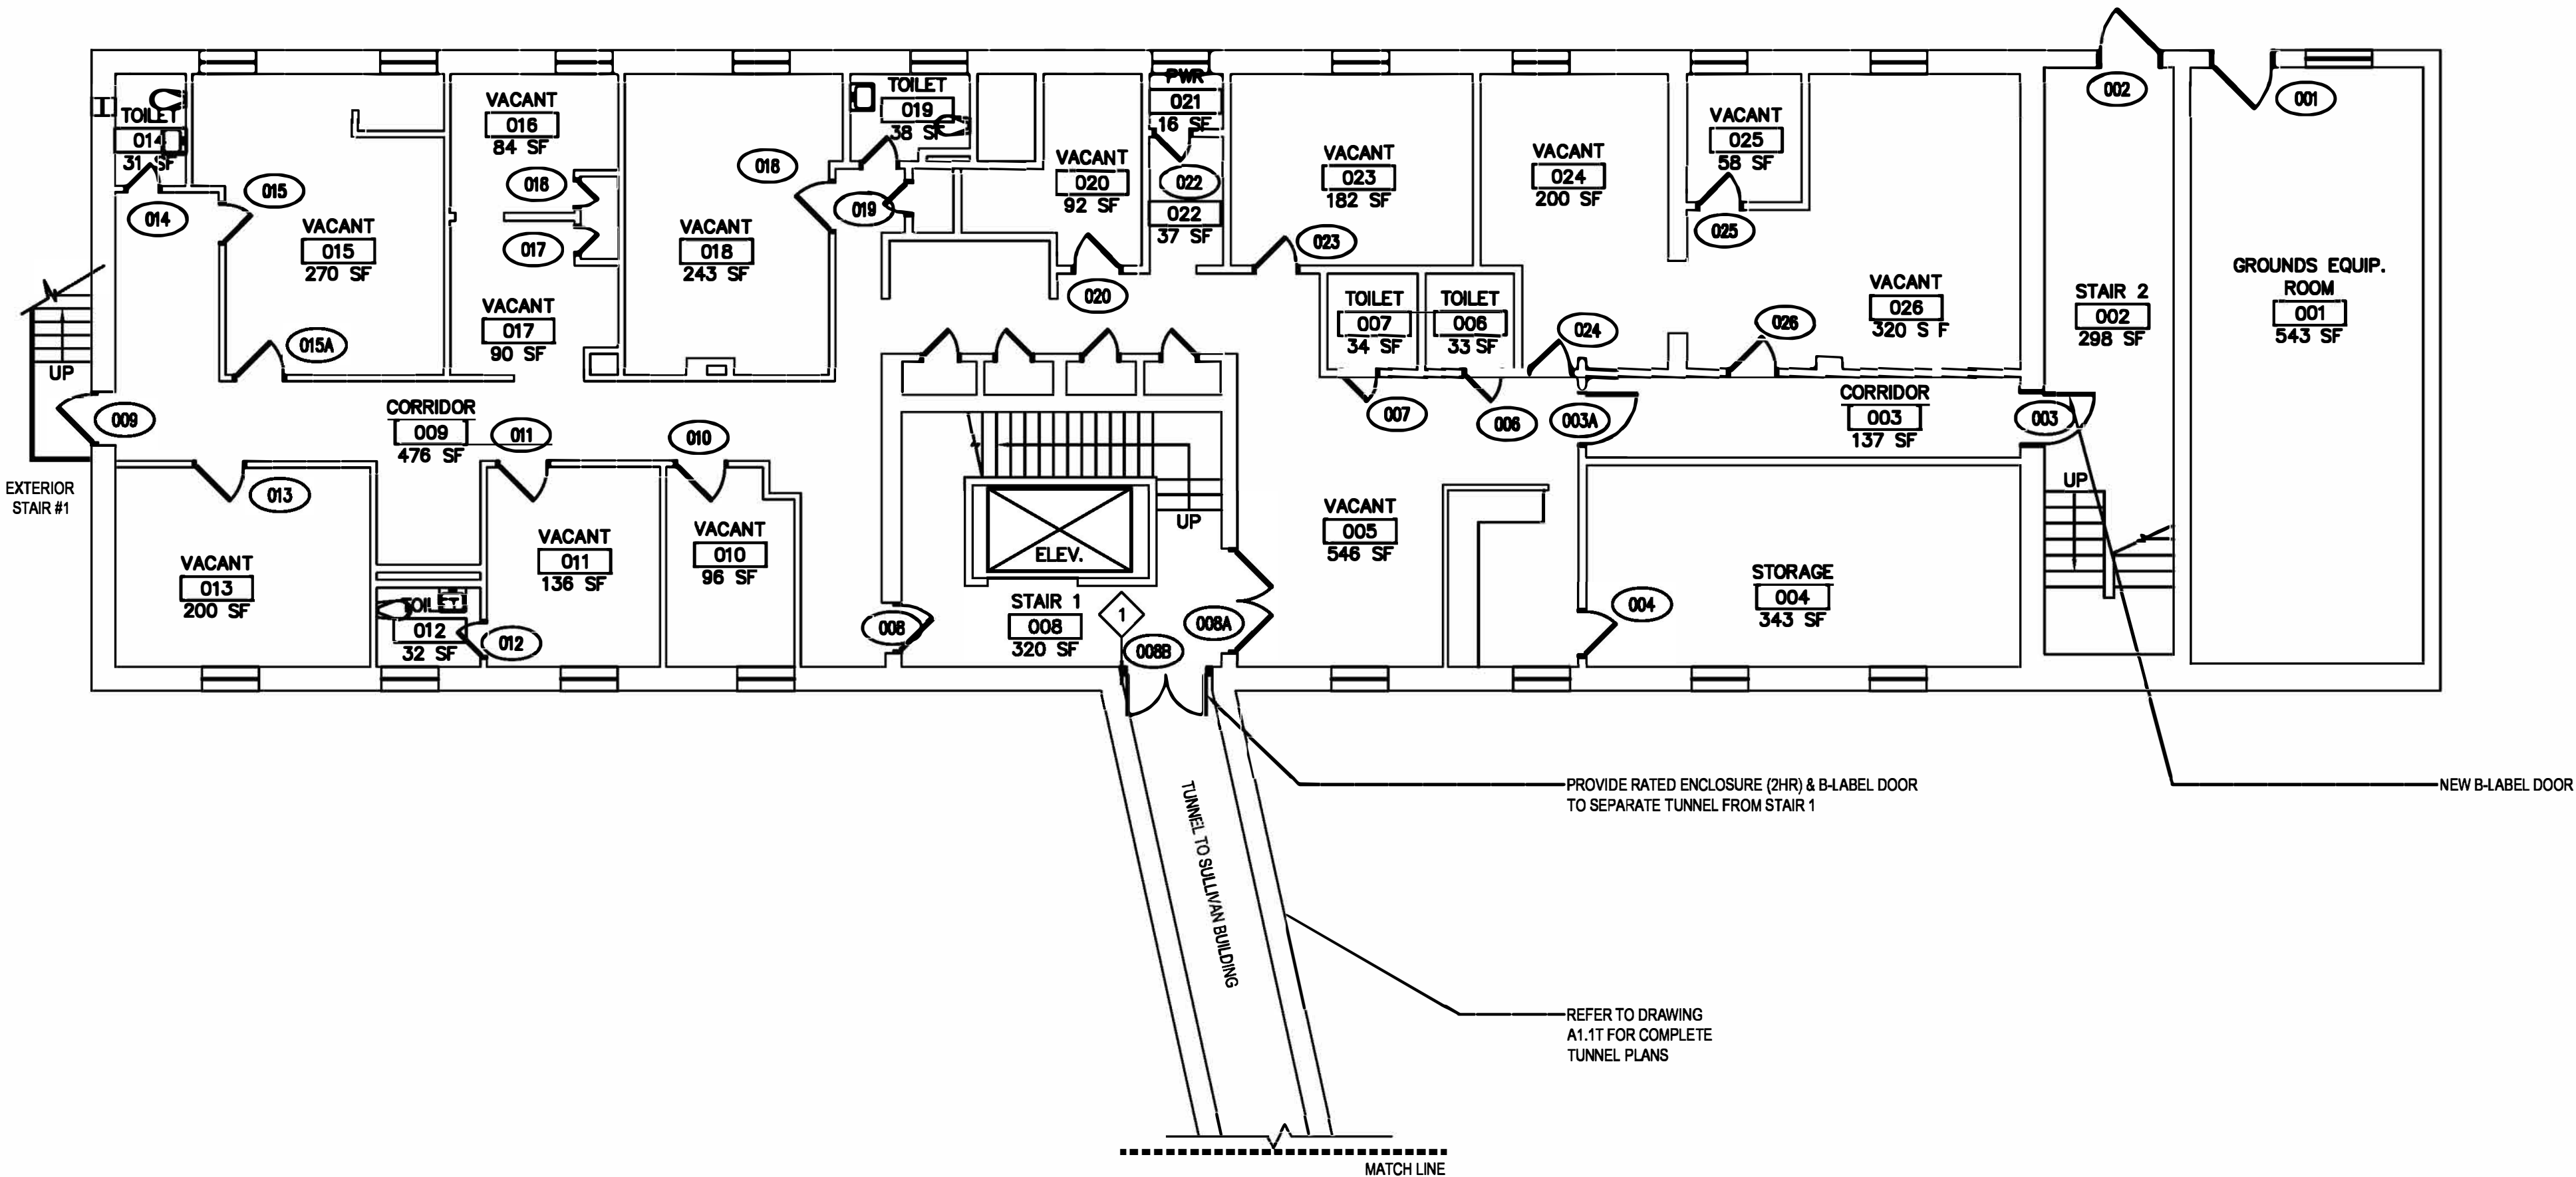 TOILET
014
31 SF
014
015
VACANT
015
270 SF
015A
VACANT
016
84 SF
016
017
VACANT
017
90 SF
018
VACANT
018
243 SF
TOILET
019
38 SF
019
VACANT
020
92 SF
020
PWR
021
16 SF
022
022
37 SF
VACANT
023
182 SF
023
VACANT
024
200 SF
024
VACANT
025
58 SF
025
VACANT
026
320 S F
026
TOILET
007
34 SF
007
TOILET
006
33 SF
006
002
STAIR 2
002
298 SF
001
GROUNDS EQUIP.
ROOM
001
543 SF
UP
EXTERIOR
STAIR #1
009
CORRIDOR
009
476 SF
011
010
013
VACANT
013
200 SF
TOILET
012
32 SF
012
VACANT
011
136 SF
VACANT
010
96 SF
008
ELEV.
UP
STAIR 1
008
320 SF
1
008A
008B
VACANT
005
546 SF
003A
CORRIDOR
003
137 SF
003
STORAGE
004
343 SF
004
UP
PROVIDE RATED ENCLOSURE (2HR) & B-LABEL DOOR
TO SEPARATE TUNNEL FROM STAIR 1
NEW B-LABEL DOOR
TUNNEL TO SULLIVAN BUILDING
REFER TO DRAWING
A1.1T FOR COMPLETE
TUNNEL PLANS
MATCH LINE